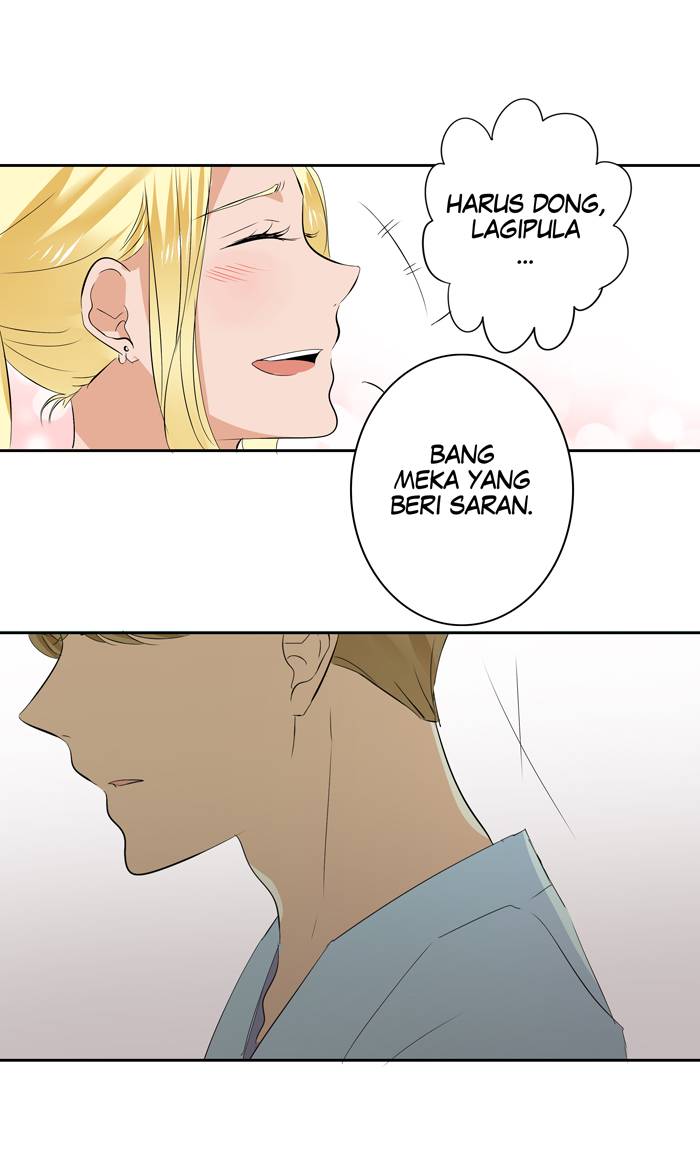 HARUS DONG,
LAGIPULA
...
BANG
MEKA YANG
BERI SARAN.